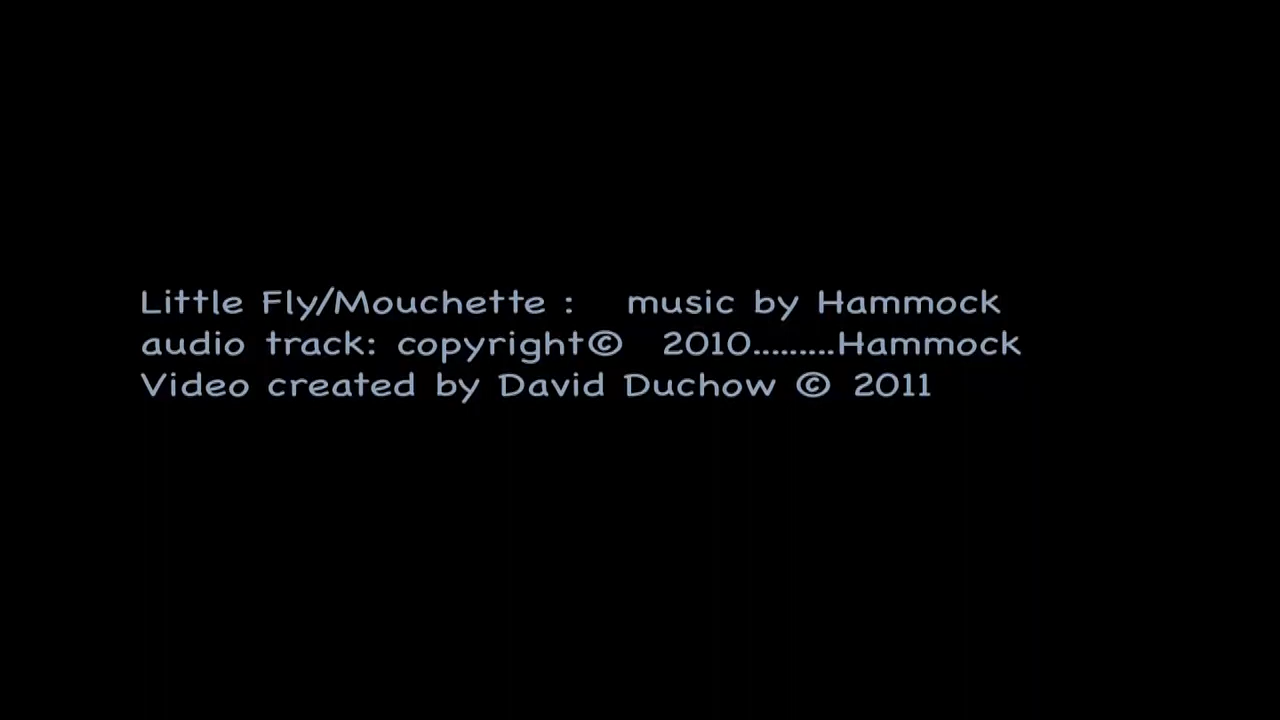 Little Fly/Mouchette :   music by Hammock
audio track: copyright©  2010.........Hammock
Video created by David Duchow © 2011